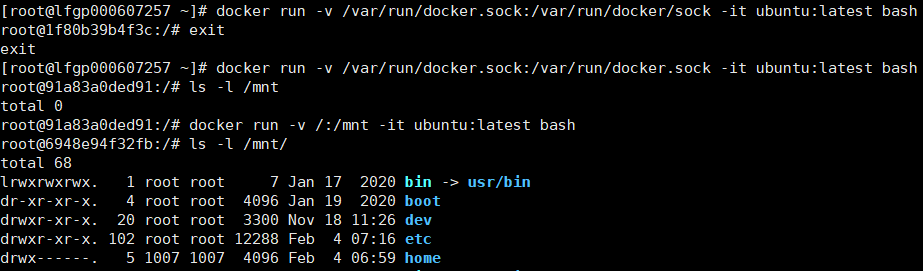 [root@lfgp000607257 ~]# docker run -v /var/run/docker.sock:/var/run/docker/sock -it ubuntu:latest bash
root@1f80b39b4f3c:/# exit
exit
[root@lfgp000607257 ~]# docker run -v /var/run/docker.sock:/var/run/docker.sock -it ubuntu:latest bash
root@91a83a0ded91:/# ls -l /mnt
total 0
root@91a83a0ded91:/# docker run -v /:/mnt -it ubuntu:latest bash
root@6948e94f32fb:/# ls -l /mnt/
total 68
lrwxrwxrwx.   1 root root     7 Jan 17  2020 bin -> usr/bin
dr-xr-xr-x.   4 root root  4096 Jan 19  2020 boot
drwxr-xr-x.  20 root root  3300 Nov 18 11:26 dev
drwxr-xr-x. 102 root root 12288 Feb  4 07:16 etc
drwx------.   5 1007 1007  4096 Feb  4 06:59 home